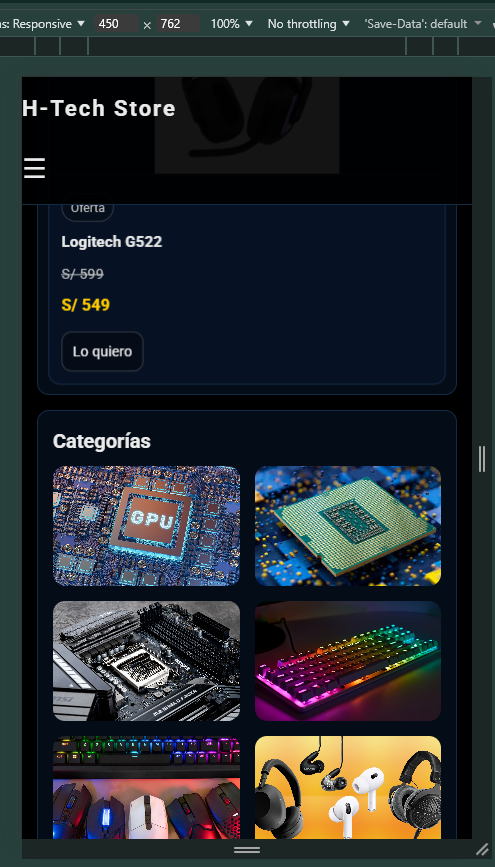 s: Responsive
450 × 762
100%
No throttling
'Save-Data': default
H-Tech Store
Oferta
Logitech G522
S/ 599
S/ 549
Lo quiero
Categorías
GPU